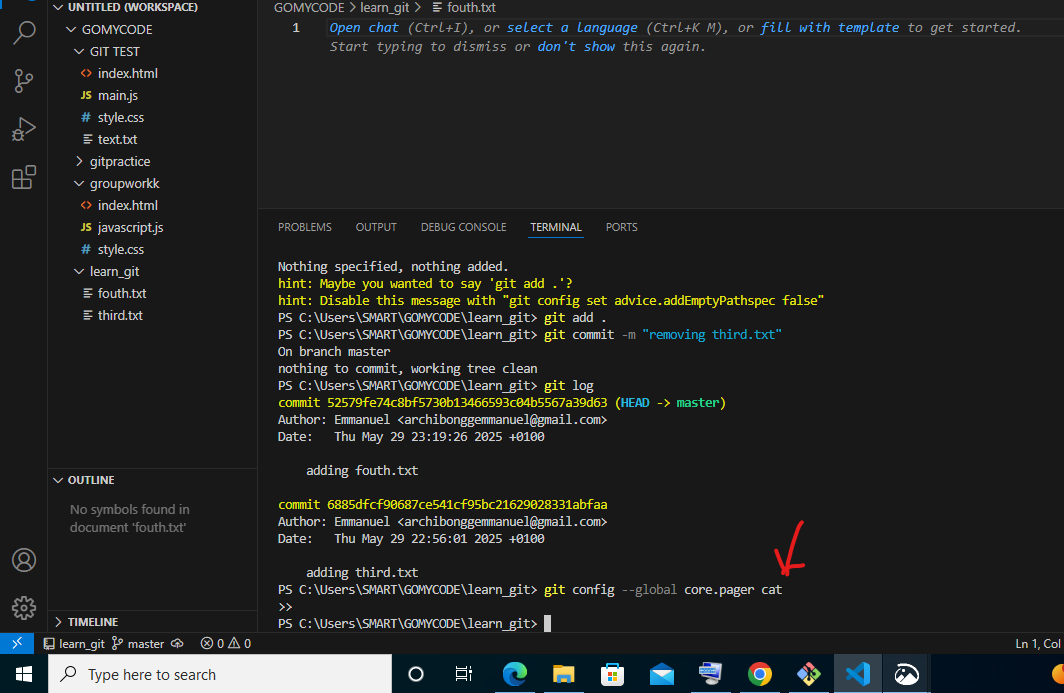 UNTITLED (WORKSPACE)
GOMYCODE
GIT TEST
<> index.html
JS main.js
# style.css
text.txt
gitpractice
groupworkk
<> index.html
JS javascript.js
# style.css
learn_git
fouth.txt
third.txt
OUTLINE
No symbols found in
document 'fouth.txt'
TIMELINE
GOMYCODE > learn_git > fouth.txt
1 Open chat (Ctrl+I), or select a language (Ctrl+K M), or fill with template to get started.
Start typing to dismiss or don't show this again.
PROBLEMS OUTPUT DEBUG CONSOLE TERMINAL PORTS
Nothing specified, nothing added.
hint: Maybe you wanted to say 'git add .'?
hint: Disable this message with "git config set advice.addEmptyPathspec false"
PS C:\Users\SMART\GOMYCODE\learn_git> git add .
PS C:\Users\SMART\GOMYCODE\learn_git> git commit -m "removing third.txt"
On branch master
nothing to commit, working tree clean
PS C:\Users\SMART\GOMYCODE\learn_git> git log
commit 52579fe74c8bf5730b13466593c04b5567a39d63 (HEAD -> master)
Author: Emmanuel <archibonggemmanuel@gmail.com>
Date:   Thu May 29 23:19:26 2025 +0100
adding fouth.txt
commit 6885dfcf90687ce541cf95bc21629028331abfaa
Author: Emmanuel <archibonggemmanuel@gmail.com>
Date:   Thu May 29 22:56:01 2025 +0100
adding third.txt
PS C:\Users\SMART\GOMYCODE\learn_git> git config --global core.pager cat
>>
PS C:\Users\SMART\GOMYCODE\learn_git>
learn_git master 0 0 Ln 1, Col
Type here to search